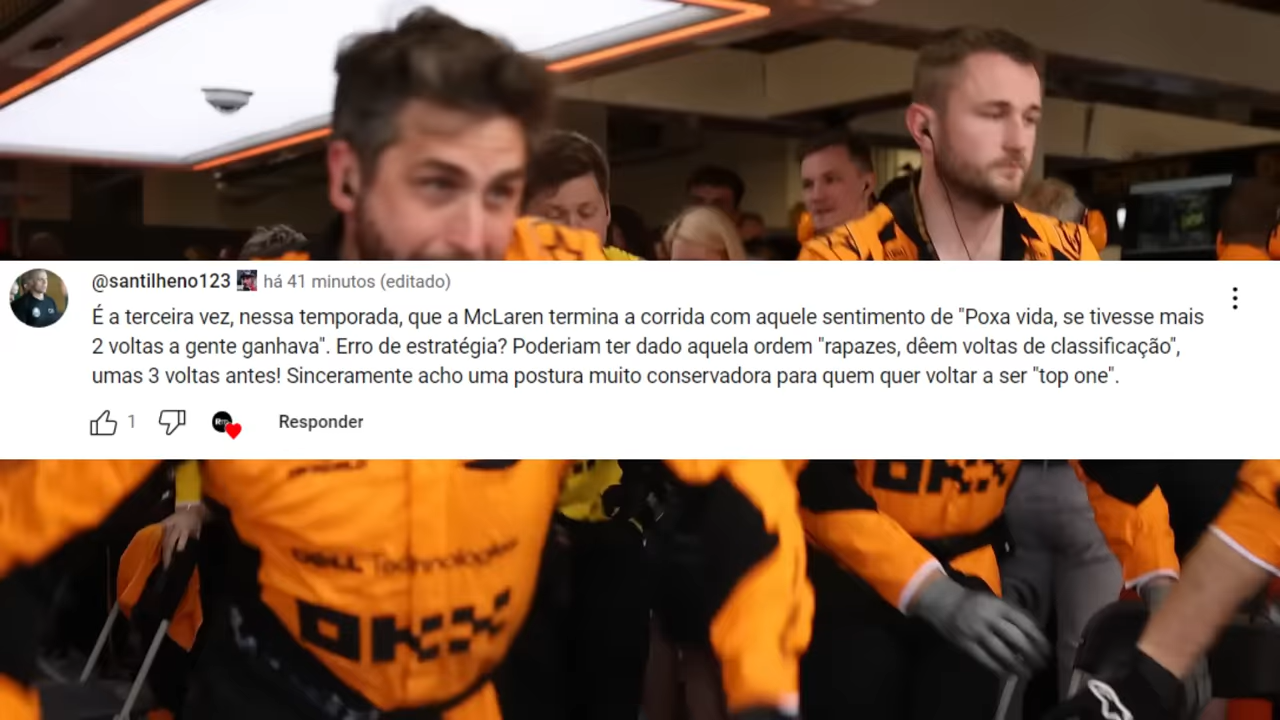 @santilheno123 há 41 minutos (editado)
É a terceira vez, nessa temporada, que a McLaren termina a corrida com aquele sentimento de "Poxa vida, se tivesse mais
2 voltas a gente ganhava". Erro de estratégia? Poderiam ter dado aquela ordem "rapazes, dêem voltas de classificação",
umas 3 voltas antes! Sinceramente acho uma postura muito conservadora para quem quer voltar a ser "top one".
1 Responder
OKX
DELL Technologies
OKX